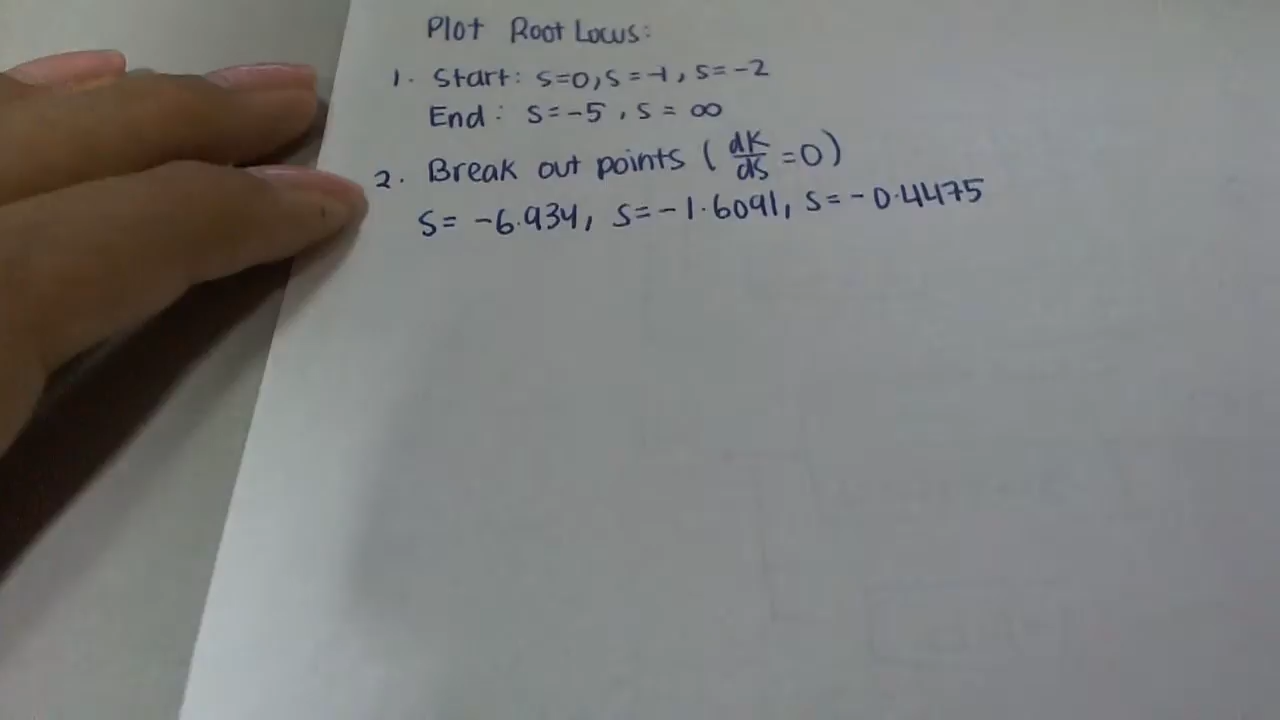 Plot Root Locus:
1. Start: s=0, s=-1, s=-2
End: s=-5, s=∞
2. Break out points (dK/ds=0)
s=-6.934, s=-1.6091, s=-0.4475